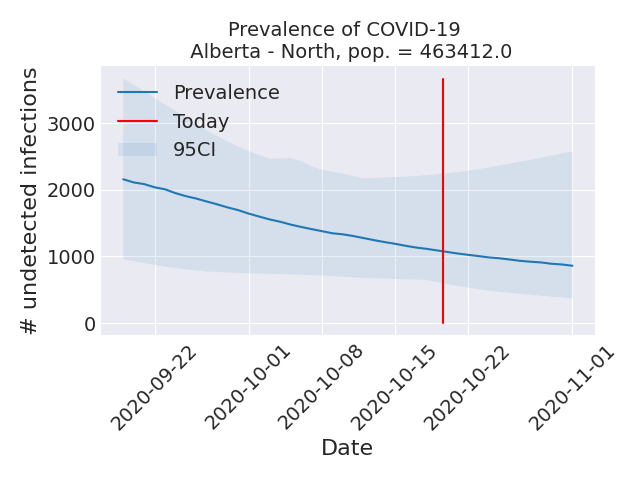 Prevalence of COVID-19
Alberta - North, pop. = 463412.0
Prevalence
Today
95CI
# undetected infections
3000
2000
1000
0
2020-09-22
2020-10-01
2020-10-08
2020-10-15
2020-10-22
2020-11-01
Date